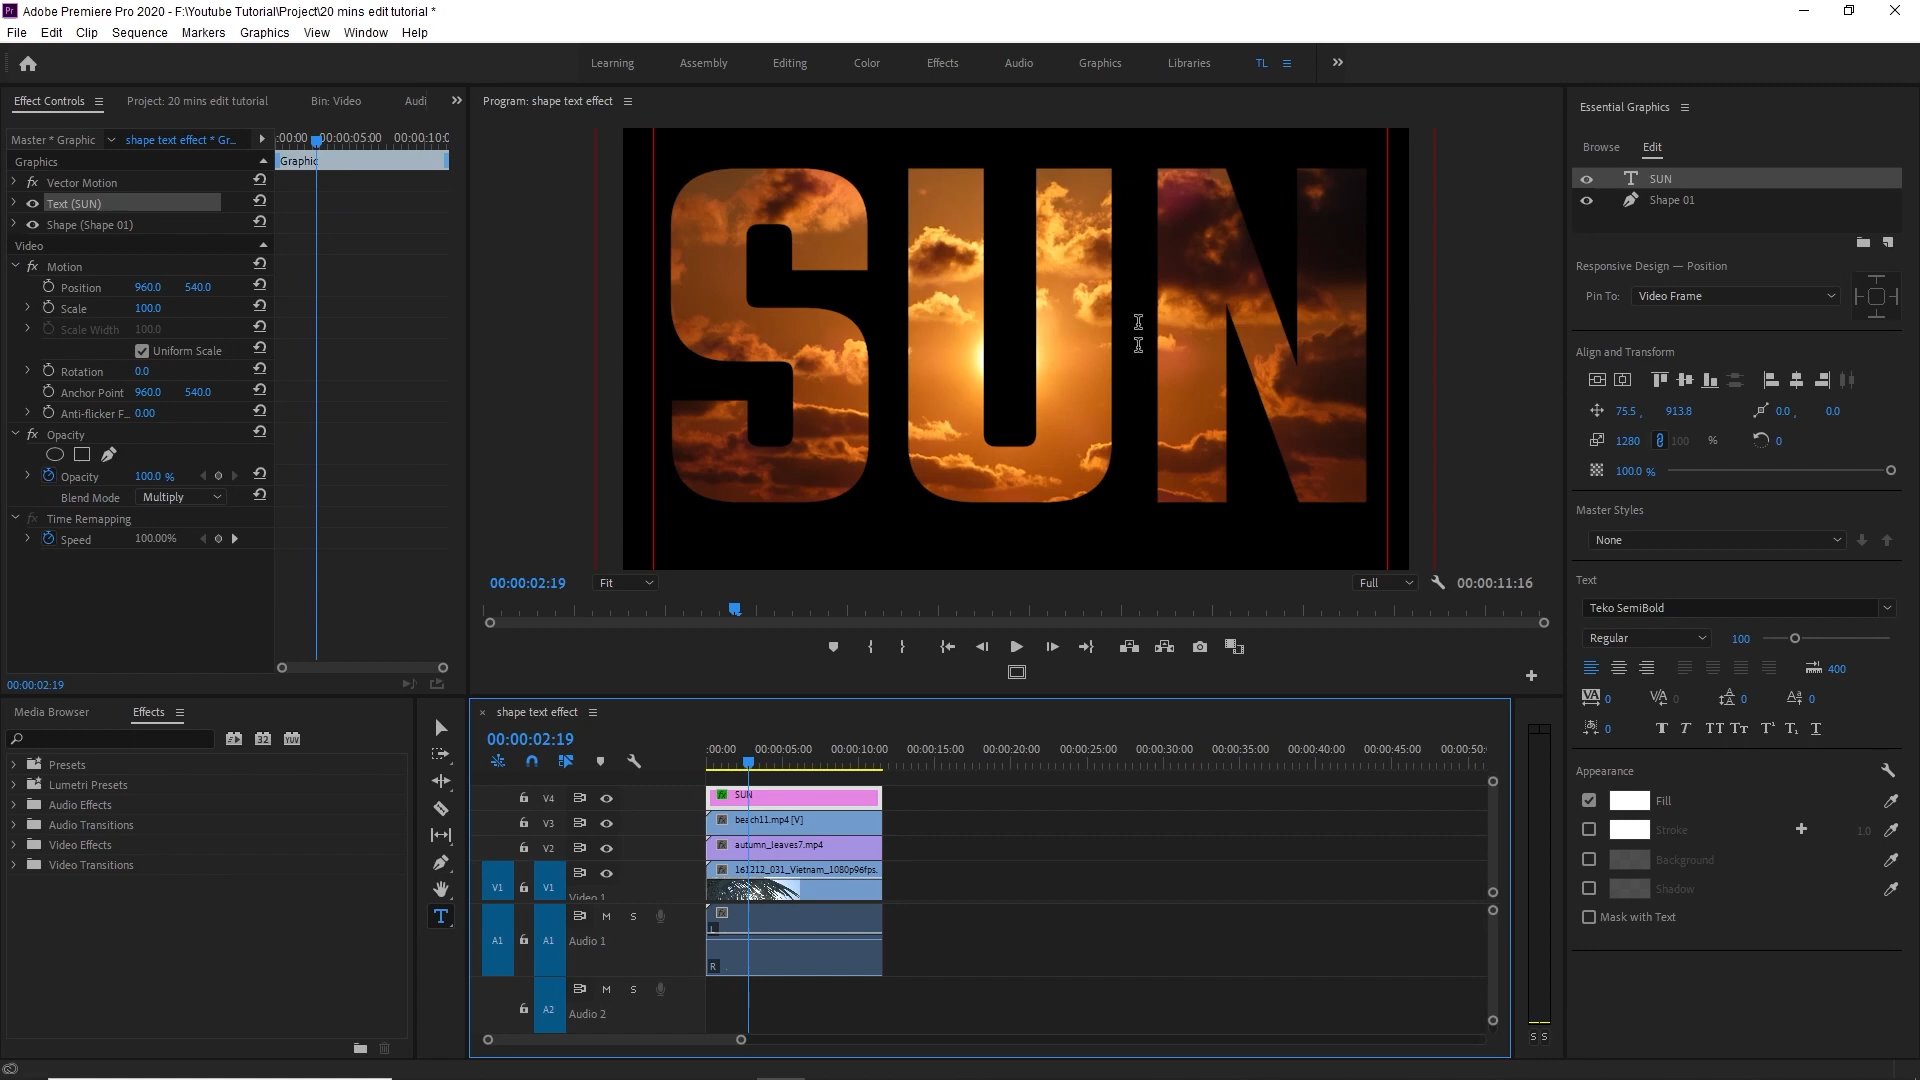 Pr Adobe Premiere Pro 2020 - F:\Youtube Tutorial\Project\20 mins edit tutorial *
File Edit Clip Sequence Markers Graphics View Window Help
Learning Assembly Editing Color Effects Audio Graphics Libraries TL
Effect Controls Project: 20 mins edit tutorial Bin: Video Audi
Master * Graphic shape text effect * Gr... :00:00 00:00:05:00 00:00:10:0
Graphics
Graphic
Vector Motion
Text (SUN)
Shape (Shape 01)
Video
Motion
Position 960.0 540.0
Scale 100.0
Scale Width 100.0
Uniform Scale
Rotation 0.0
Anchor Point 960.0 540.0
Anti-flicker F... 0.00
Opacity
Opacity 100.0 %
Blend Mode Multiply
Time Remapping
Speed 100.00%
00:00:02:19
Program: shape text effect
SUN
00:00:02:19 Fit Full 00:00:11:16
Essential Graphics
Browse Edit
SUN
Shape 01
Responsive Design — Position
Pin To: Video Frame
Align and Transform
75.5 , 913.8 0.0 , 0.0
1280 100 % 0
100.0 %
Master Styles
None
Text
Teko SemiBold
Regular 100
400
0 0 0 0
0 T T TT Tt T¹ T₁ T
Appearance
Fill
Stroke 1.0
Background
Shadow
Mask with Text
Media Browser Effects
32 YUV
Presets
Lumetri Presets
Audio Effects
Audio Transitions
Video Effects
Video Transitions
× shape text effect
00:00:02:19
:00:00 00:00:05:00 00:00:10:00 00:00:15:00 00:00:20:00 00:00:25:00 00:00:30:00 00:00:35:00 00:00:40:00 00:00:45:00 00:00:50:
V4 SUN
V3 beach11.mp4 [V]
V2 autumn_leaves7.mp4
V1 V1 161212_031_Vietnam_1080p96fps.
Video 1
A1 A1 M S
Audio 1
L
R
A2 M S
Audio 2
S S